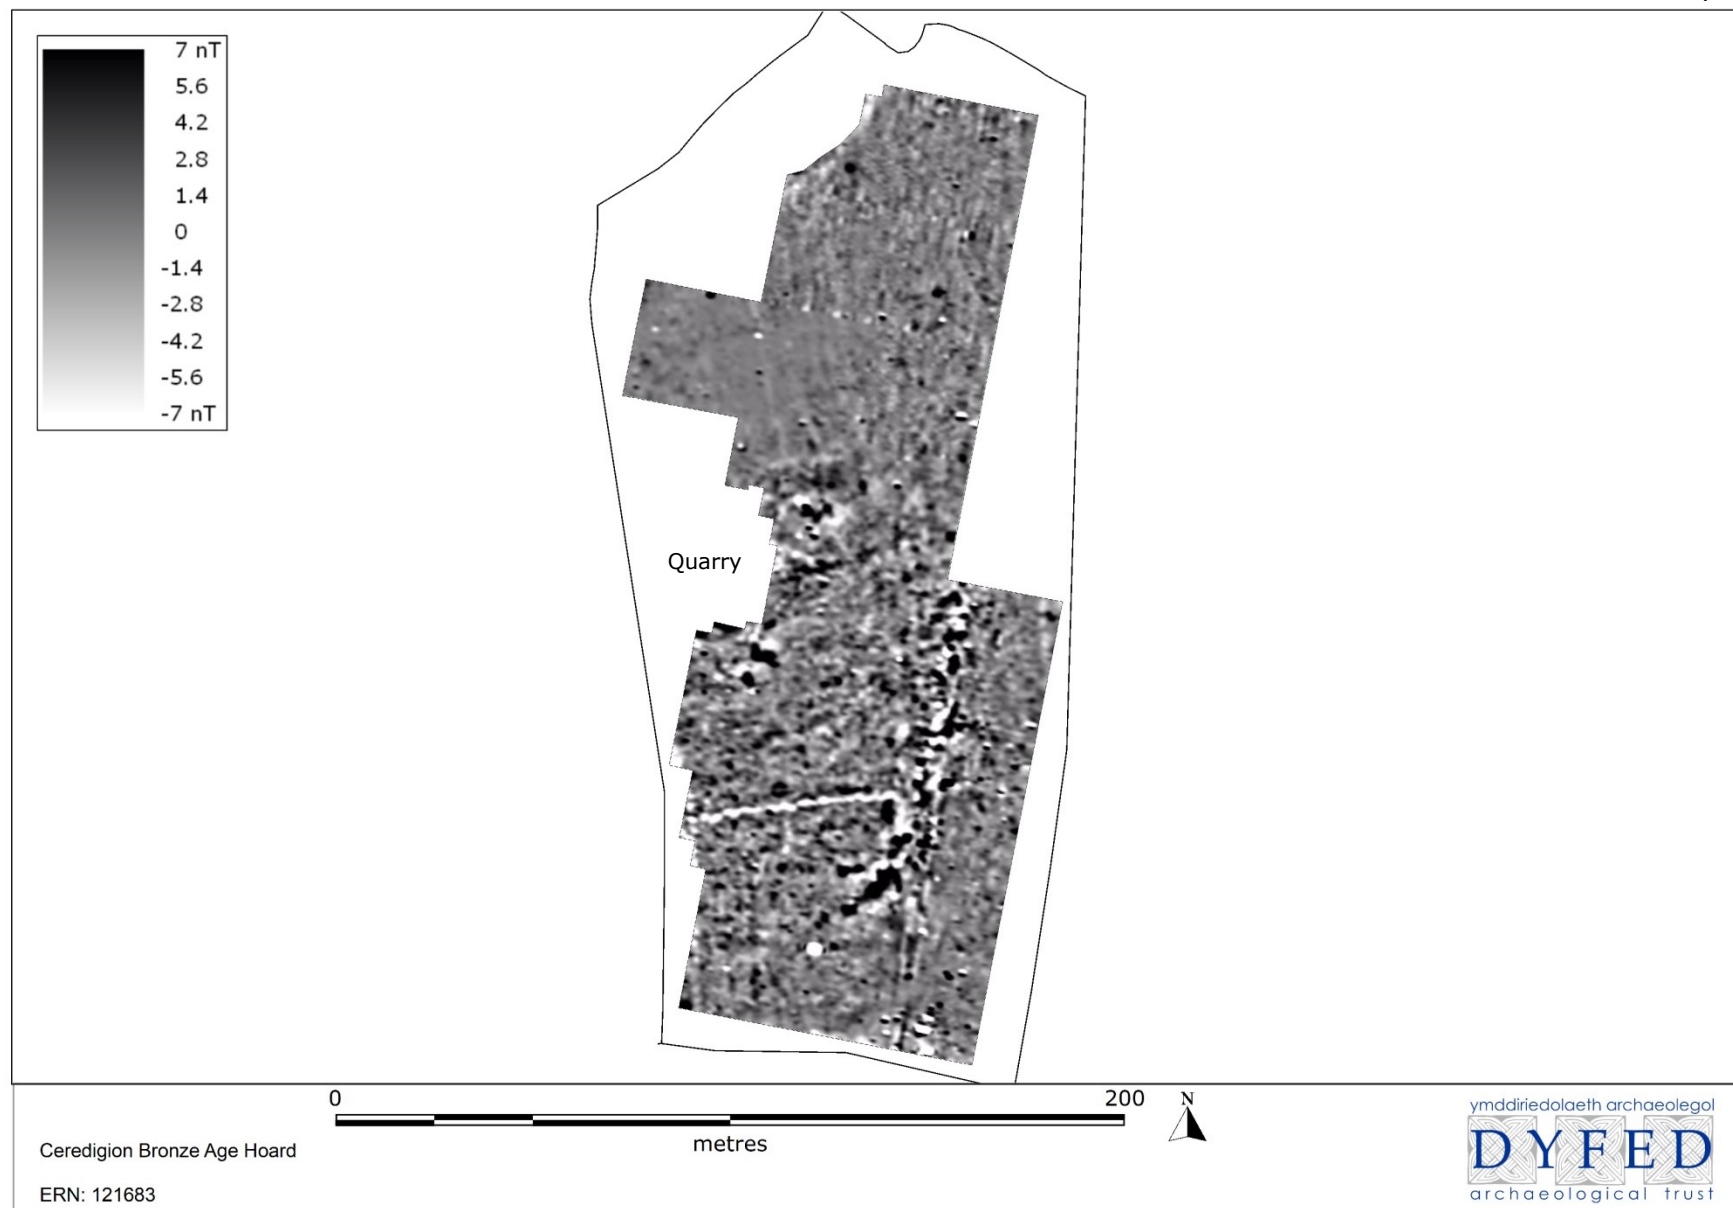 7 nT
5.6
4.2
2.8
1.4
0
-1.4
-2.8
-4.2
-5.6
-7 nT
Quarry
0
200
metres
N
Ceredigion Bronze Age Hoard
ERN: 121683
ymddiriedolaeth archaeolegol
DYFED
archaeological trust